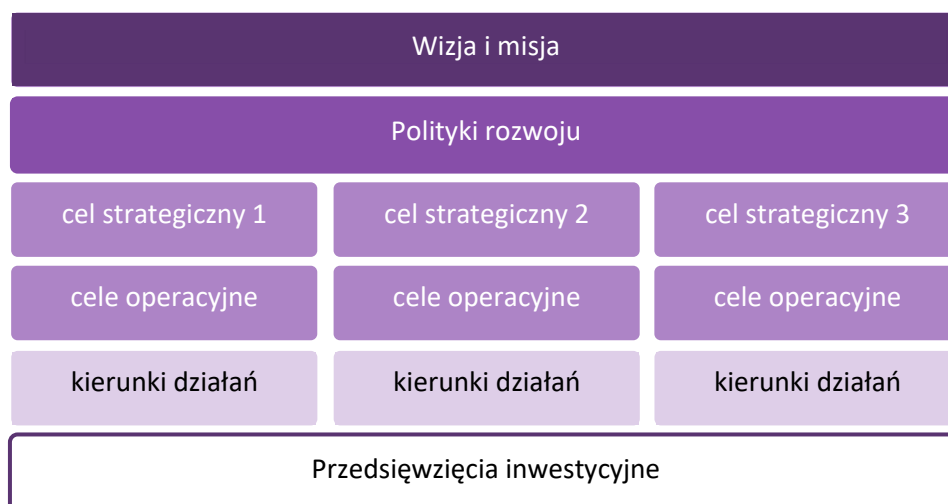 Wizja i misja
Polityki rozwoju
cel strategiczny 1 cel strategiczny 2 cel strategiczny 3
cele operacyjne cele operacyjne cele operacyjne
kierunki działań kierunki działań kierunki działań
Przedsięwzięcia inwestycyjne